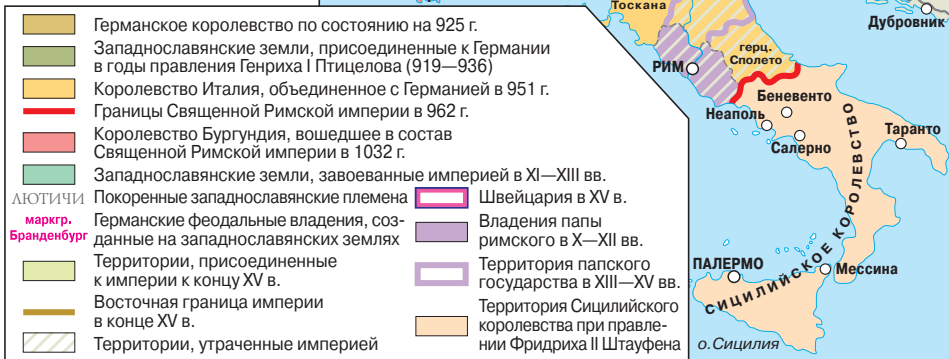 Германское королевство по состоянию на 925 г.
Западнославянские земли, присоединенные к Германии
в годы правления Генриха I Птицелова (919—936)
Королевство Италия, объединенное с Германией в 951 г.
Границы Священной Римской империи в 962 г.
Королевство Бургундия, вошедшее в состав
Священной Римской империи в 1032 г.
Западнославянские земли, завоеванные империей в XI—XIII вв.
ЛЮТИЧИ Покоренные западнославянские племена
маркгр.
Бранденбург
Германские феодальные владения, соз-
данные на западнославянских землях
Территории, присоединенные
к империи к концу XV в.
Восточная граница империи
в конце XV в.
Территории, утраченные империей
Швейцария в XV в.
Владения папы
римского в X—XII вв.
Территория папского
государства в XIII—XV вв.
Территория Сицилийского
королевства при правле-
нии Фридриха II Штауфена
Тоскана
Дубровник
герц.
Сполето
РИМ
Беневенто
Неаполь
Салерно
Таранто
СИЦИЛИЙСКОЕ КОРОЛЕВСТВО
ПАЛЕРМО
Мессина
о.Сицилия